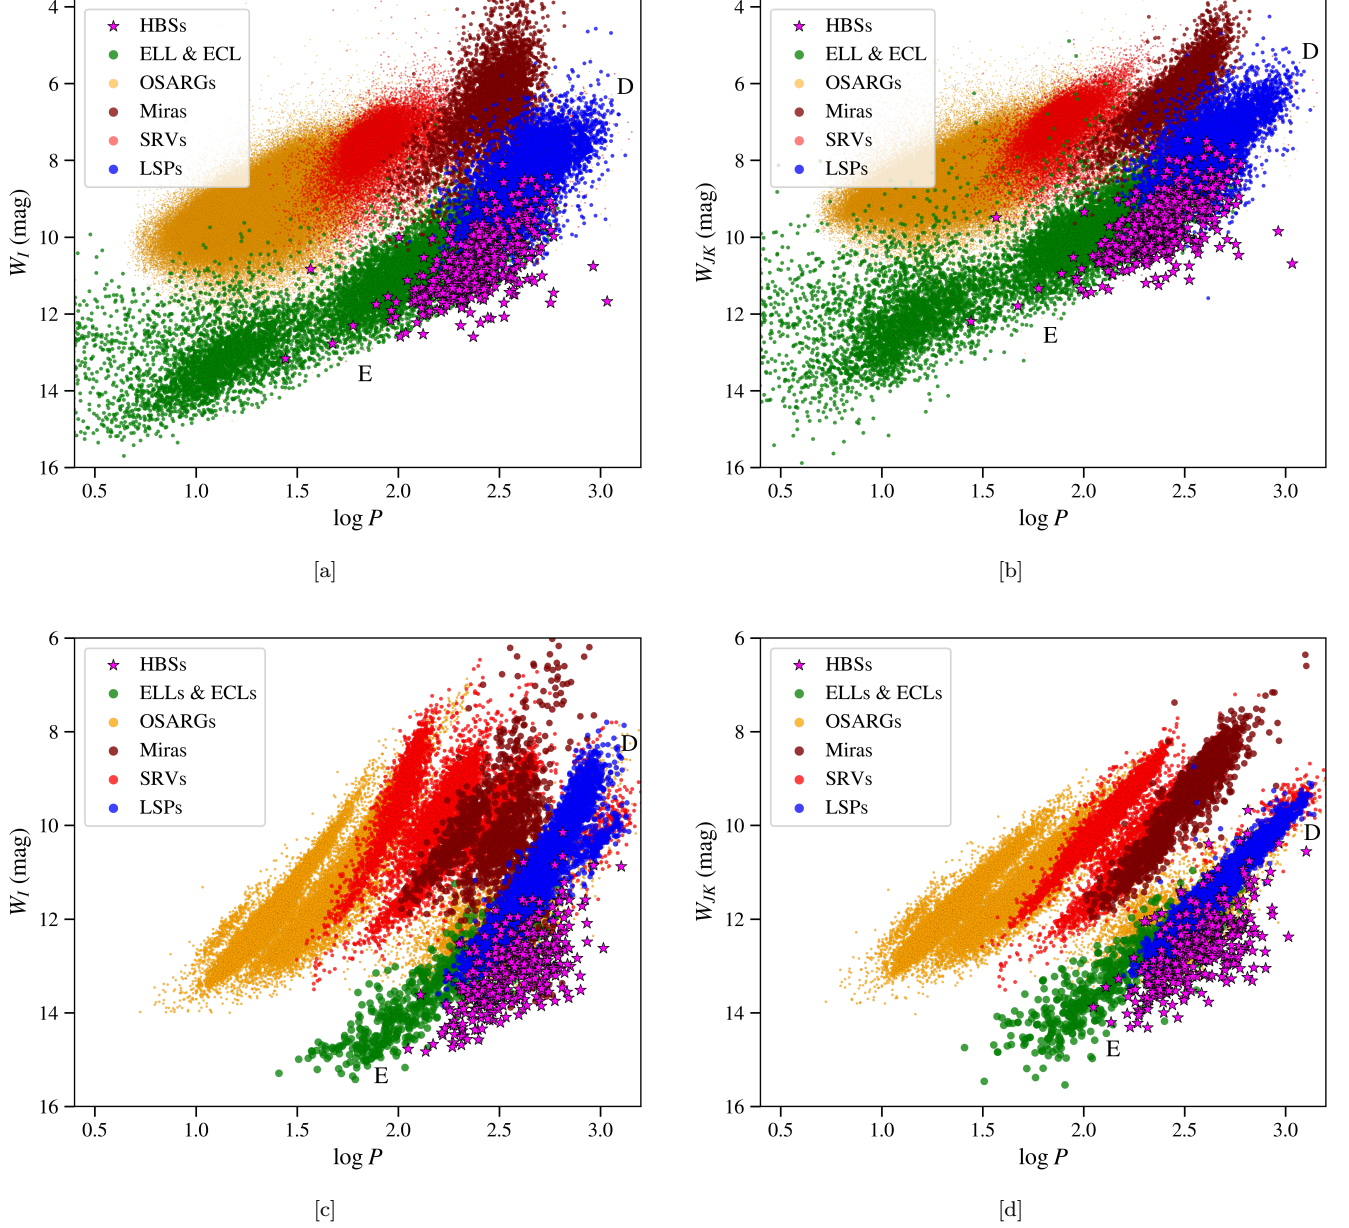 4
6
8
10
12
14
16
W_I (mag)
HBSs
ELL & ECL
OSARGs
Miras
SRVs
LSPs
D
E
0.5 1.0 1.5 2.0 2.5 3.0
log P
[a]
4
6
8
10
12
14
16
W_JK (mag)
HBSs
ELL & ECL
OSARGs
Miras
SRVs
LSPs
D
E
0.5 1.0 1.5 2.0 2.5 3.0
log P
[b]
6
8
10
12
14
16
W_I (mag)
HBSs
ELLs & ECLs
OSARGs
Miras
SRVs
LSPs
D
E
0.5 1.0 1.5 2.0 2.5 3.0
log P
[c]
6
8
10
12
14
16
W_JK (mag)
HBSs
ELLs & ECLs
OSARGs
Miras
SRVs
LSPs
D
E
0.5 1.0 1.5 2.0 2.5 3.0
log P
[d]